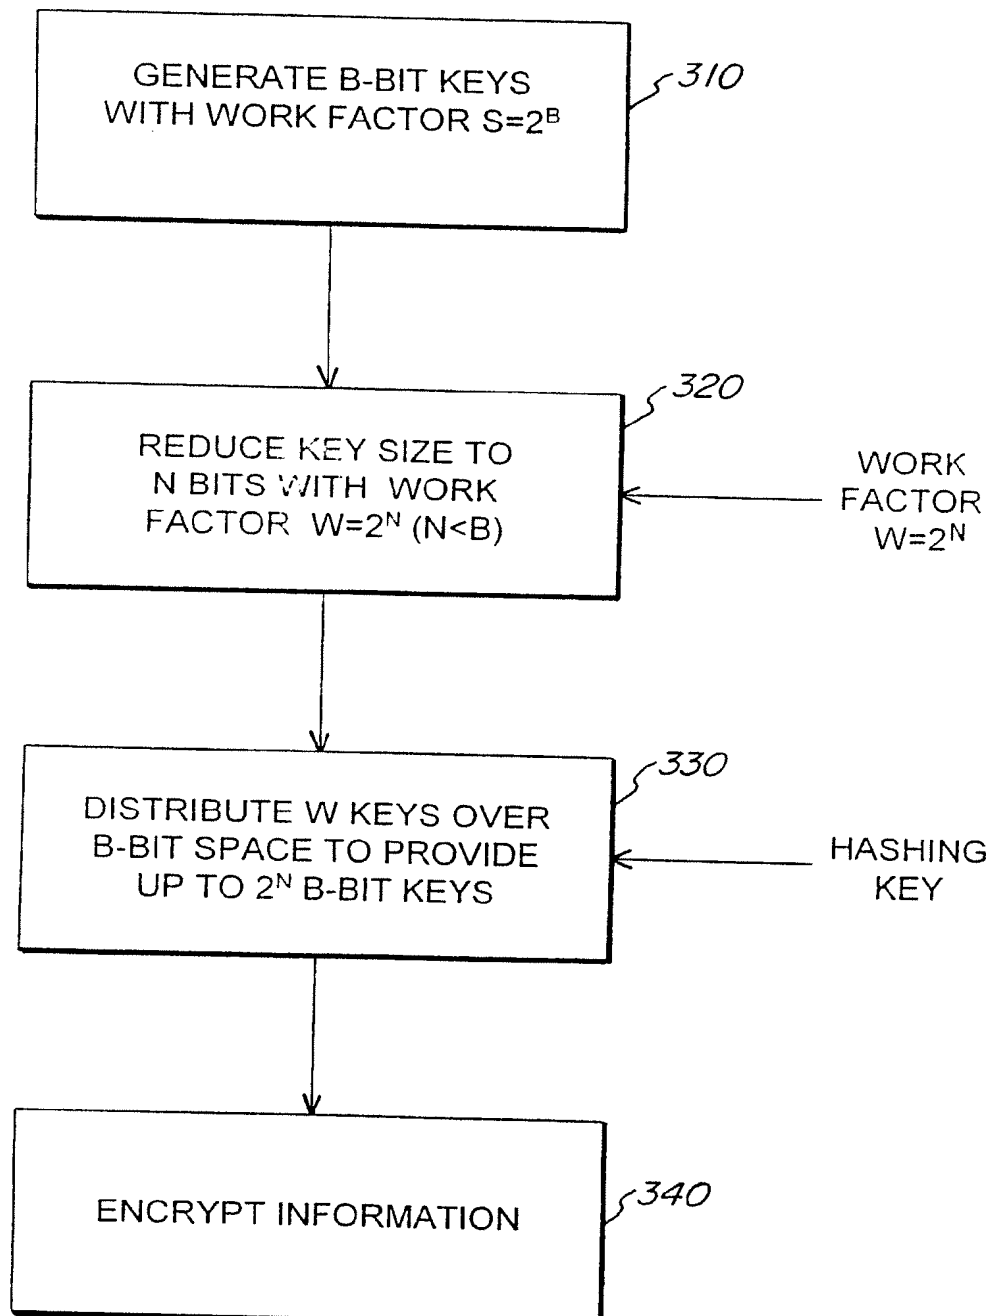 GENERATE B-BIT KEYS
WITH WORK FACTOR S=2ᴮ
310
REDUCE KEY SIZE TO
N BITS WITH WORK
FACTOR W=2ᴺ (N<B)
320
WORK
FACTOR
W=2ᴺ
DISTRIBUTE W KEYS OVER
B-BIT SPACE TO PROVIDE
UP TO 2ᴺ B-BIT KEYS
330
HASHING
KEY
ENCRYPT INFORMATION
340